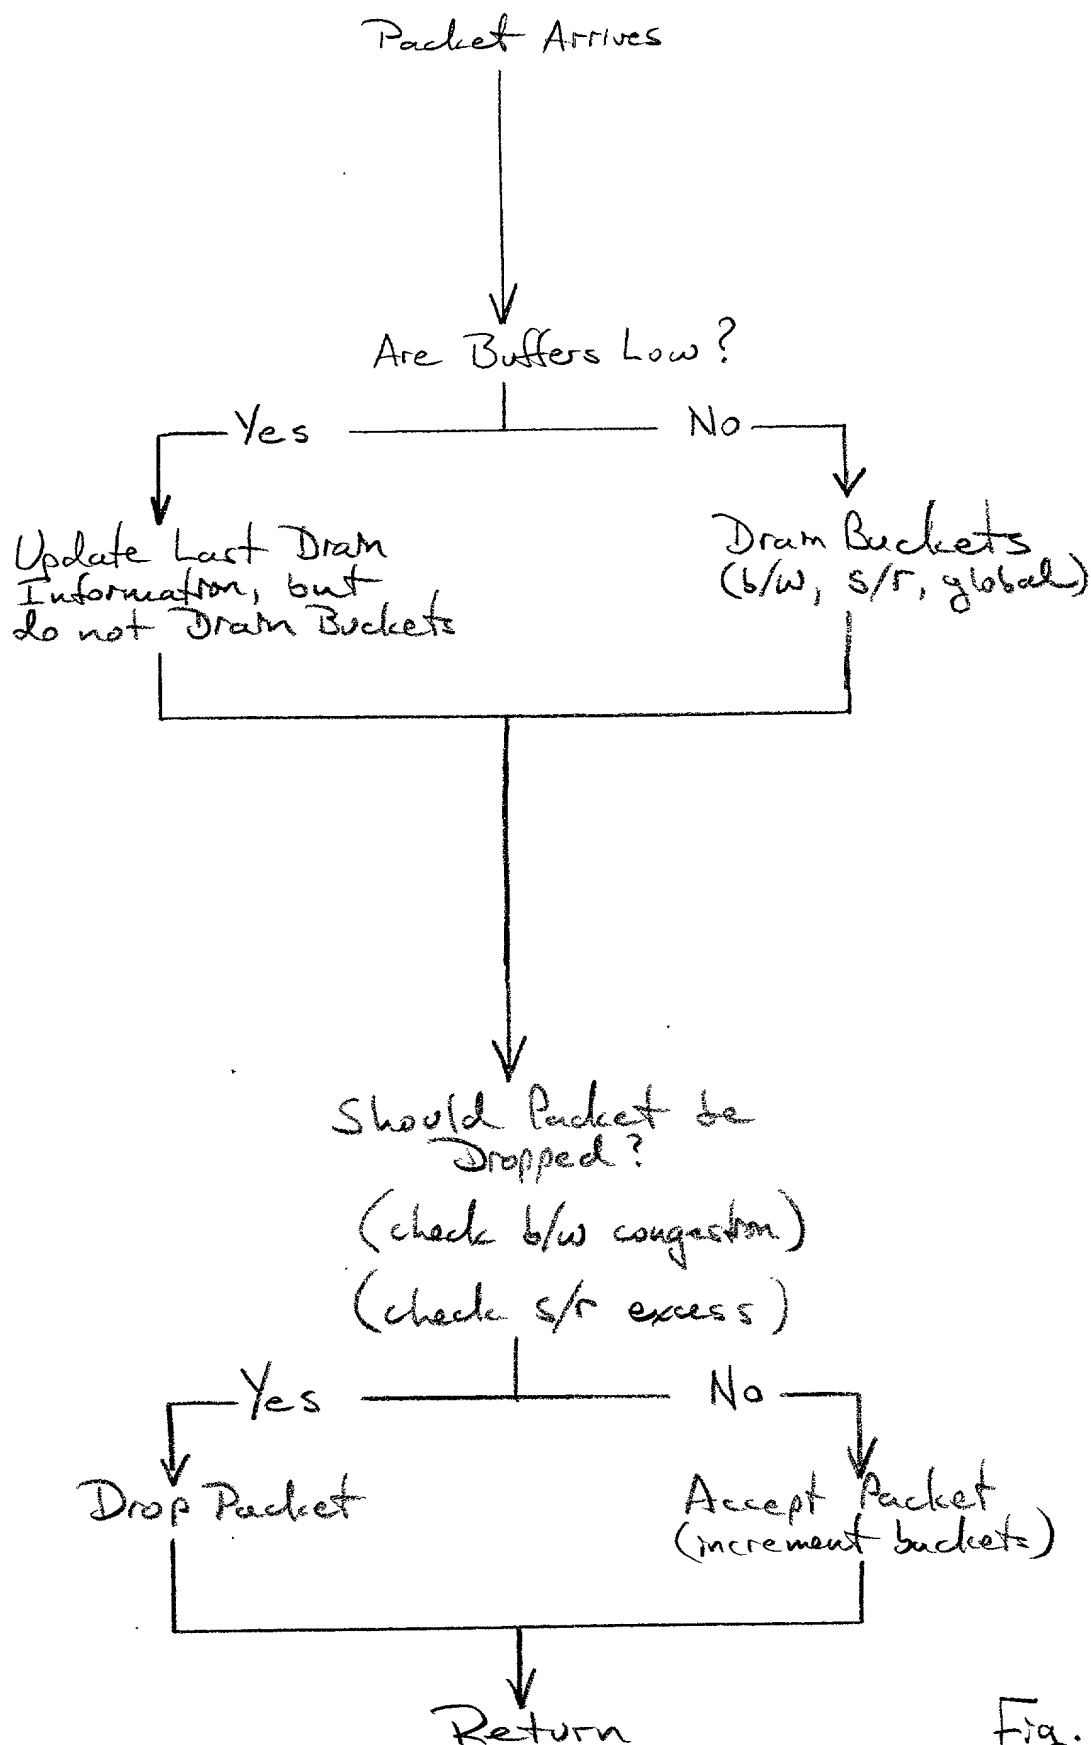 Packet Arrives
Are Buffers Low?
Yes
No
Update Last Drain
Information, but
do not Drain Buckets
Drain Buckets
(b/w, s/r, global)
Should Packet be
Dropped?
(check b/w congestion)
(check s/r excess)
Yes
No
Drop Packet
Accept Packet
(increment buckets)
Return
Fig.